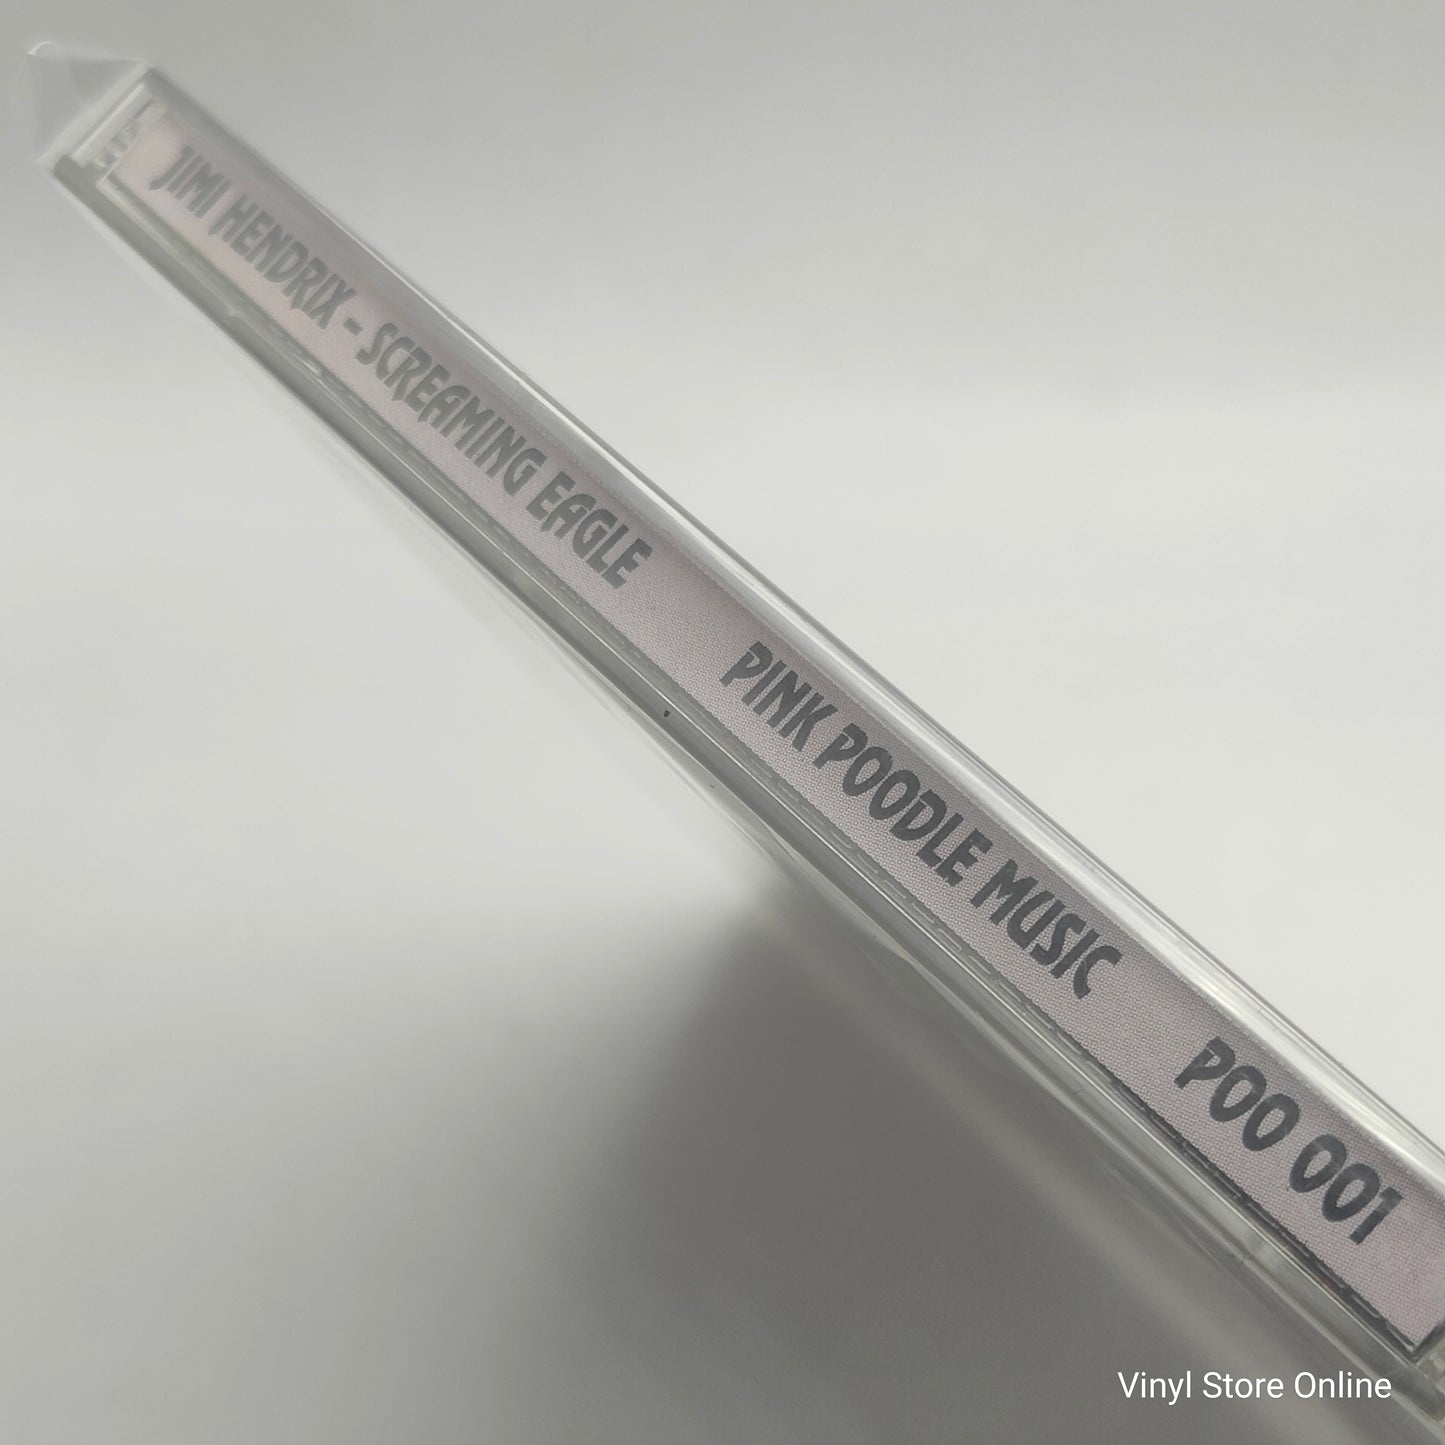 JIMI HENDRIX - SCREAMING EAGLE PINK POODLE MUSIC POO 001
Vinyl Store Online